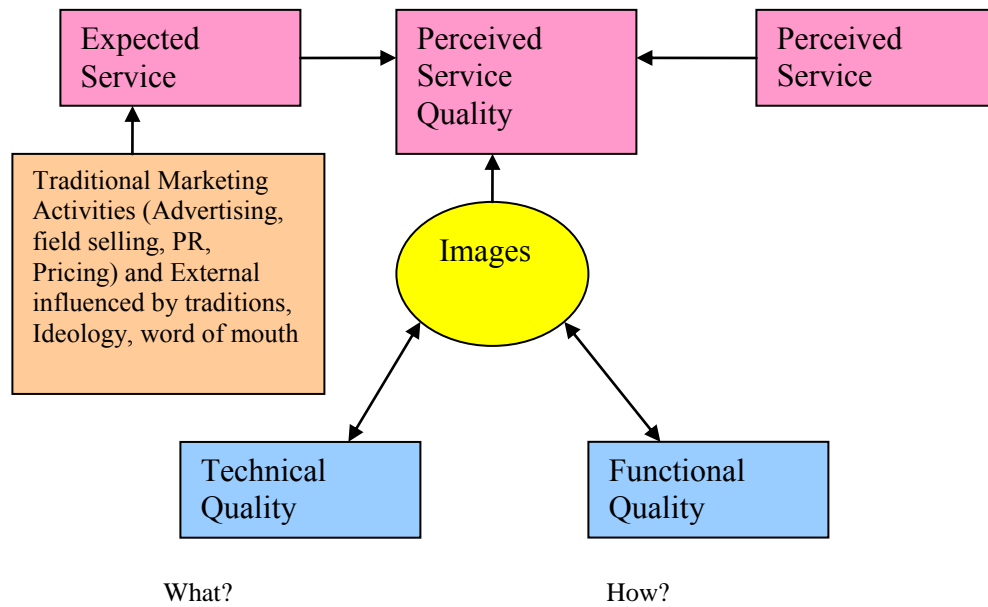 Expected
Service
Perceived
Service
Quality
Perceived
Service
Traditional Marketing
Activities (Advertising,
field selling, PR,
Pricing) and External
influenced by traditions,
Ideology, word of mouth
Images
Technical
Quality
Functional
Quality
What?
How?